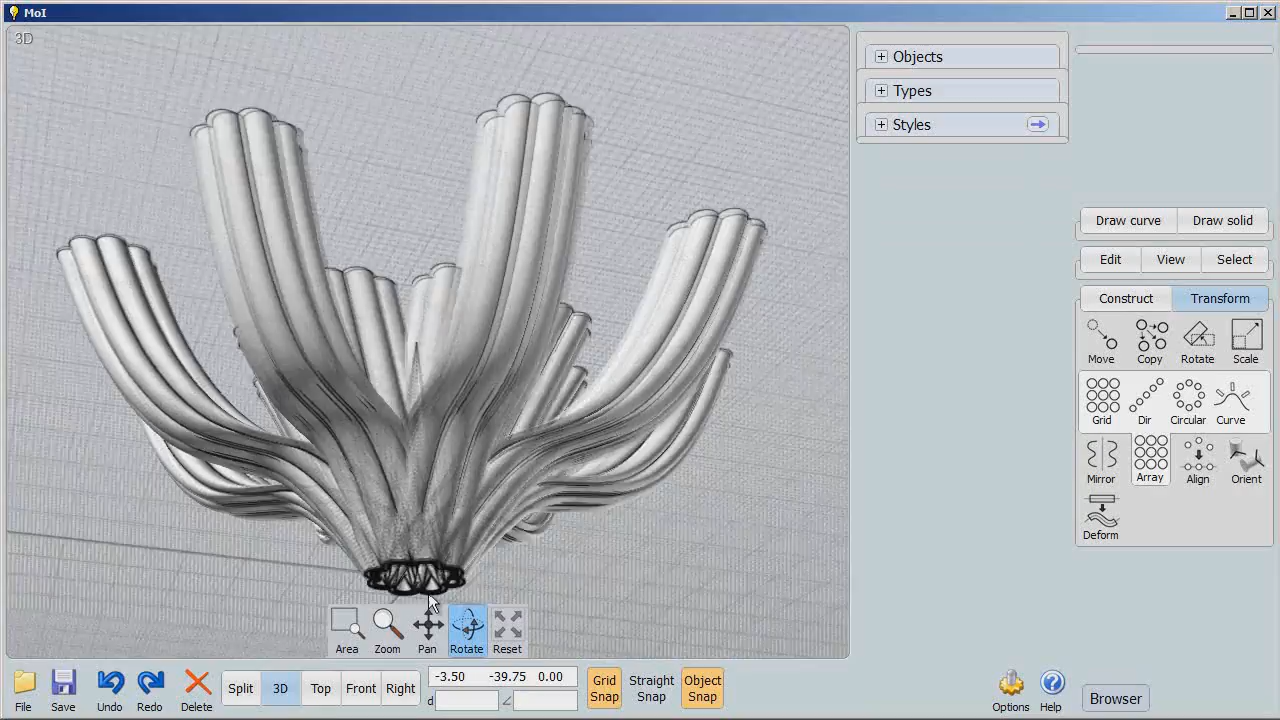 MoI
3D
Objects
Types
Styles
Draw curve Draw solid
Edit View Select
Construct Transform
Move Copy Rotate Scale
Grid Dir Circular Curve
Mirror Array Align Orient
Deform
Area Zoom Pan Rotate Reset
File Save Undo Redo Delete Split 3D Top Front Right
-3.50 -39.75 0.00
d
Grid Snap
Straight Snap
Object Snap
Options Help Browser